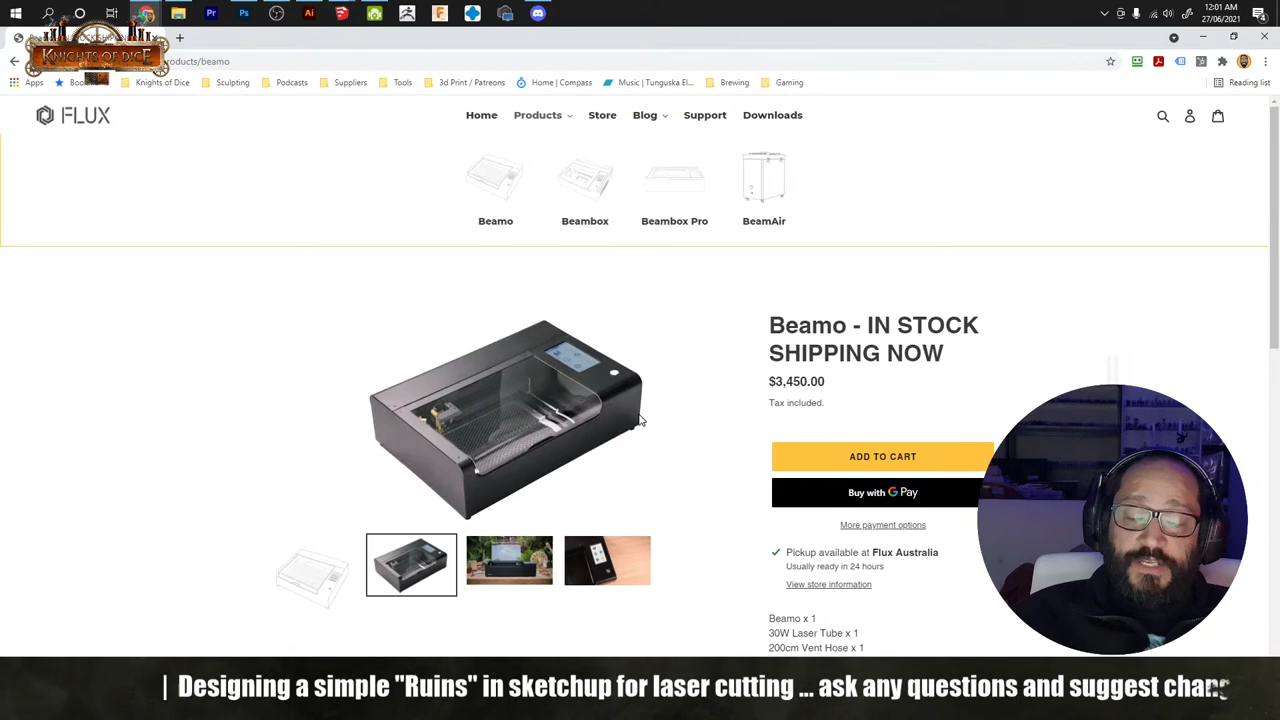 12:01 AM
27/06/2021
4
KNIGHTS OF DICE
roducts/beamo
Apps
Knights of Dice
Sculpting
Podcasts
Suppliers
Tools
3d Print / Patreons
Home | Compass
Music | Tunguska El...
Brewing
Gaming
Reading list
FLUX
Home
Products
Store
Blog
Support
Downloads
Beamo
Beambox
Beambox Pro
BeamAir
Beamo - IN STOCK
SHIPPING NOW
$3,450.00
Tax included.
ADD TO CART
Buy with G Pay
More payment options
Pickup available at Flux Australia
Usually ready in 24 hours
View store information
Beamo x 1
30W Laser Tube x 1
200cm Vent Hose x 1
| Designing a simple "Ruins" in sketchup for laser cutting ... ask any questions and suggest chang